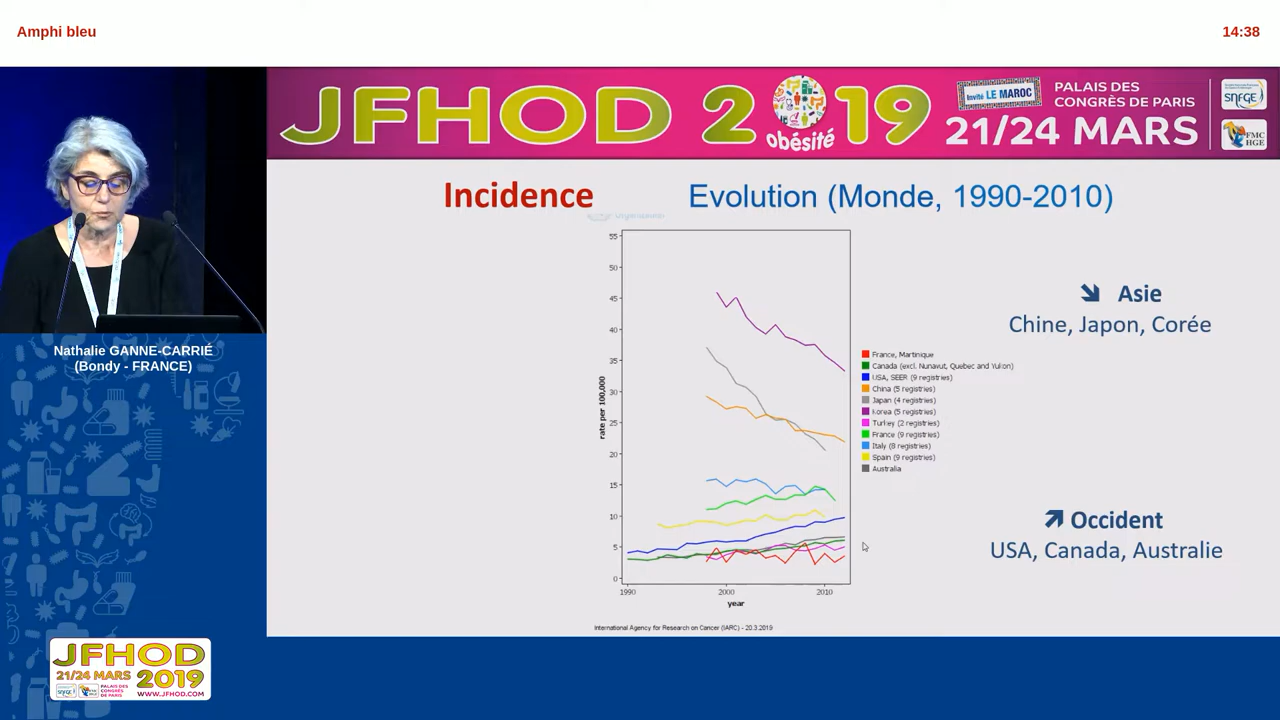 Amphi bleu
14:38
JFHOD 2019
obésité
Invité LE MAROC
PALAIS DES
CONGRÈS DE PARIS
21/24 MARS
SNFGE
FMC
HGE
Nathalie GANNE-CARRIÉ
(Bondy - FRANCE)
Incidence
Evolution (Monde, 1990-2010)
55
50
45
40
35
30
25
20
15
10
5
0
rate per 100,000
1990
2000
2010
year
France, Martinique
Canada (excl. Nunavut, Quebec and Yukon)
USA, SEER (9 registries)
China (5 registries)
Japan (4 registries)
Korea (5 registries)
Turkey (2 registries)
France (9 registries)
Italy (8 registries)
Spain (9 registries)
Australia
International Agency for Research on Cancer (IARC) - 20.3.2019
Asie
Chine, Japon, Corée
Occident
USA, Canada, Australie
JFHOD
21/24 MARS 2019
PALAIS DES
CONGRÈS
DE PARIS
WWW.JFHOD.COM